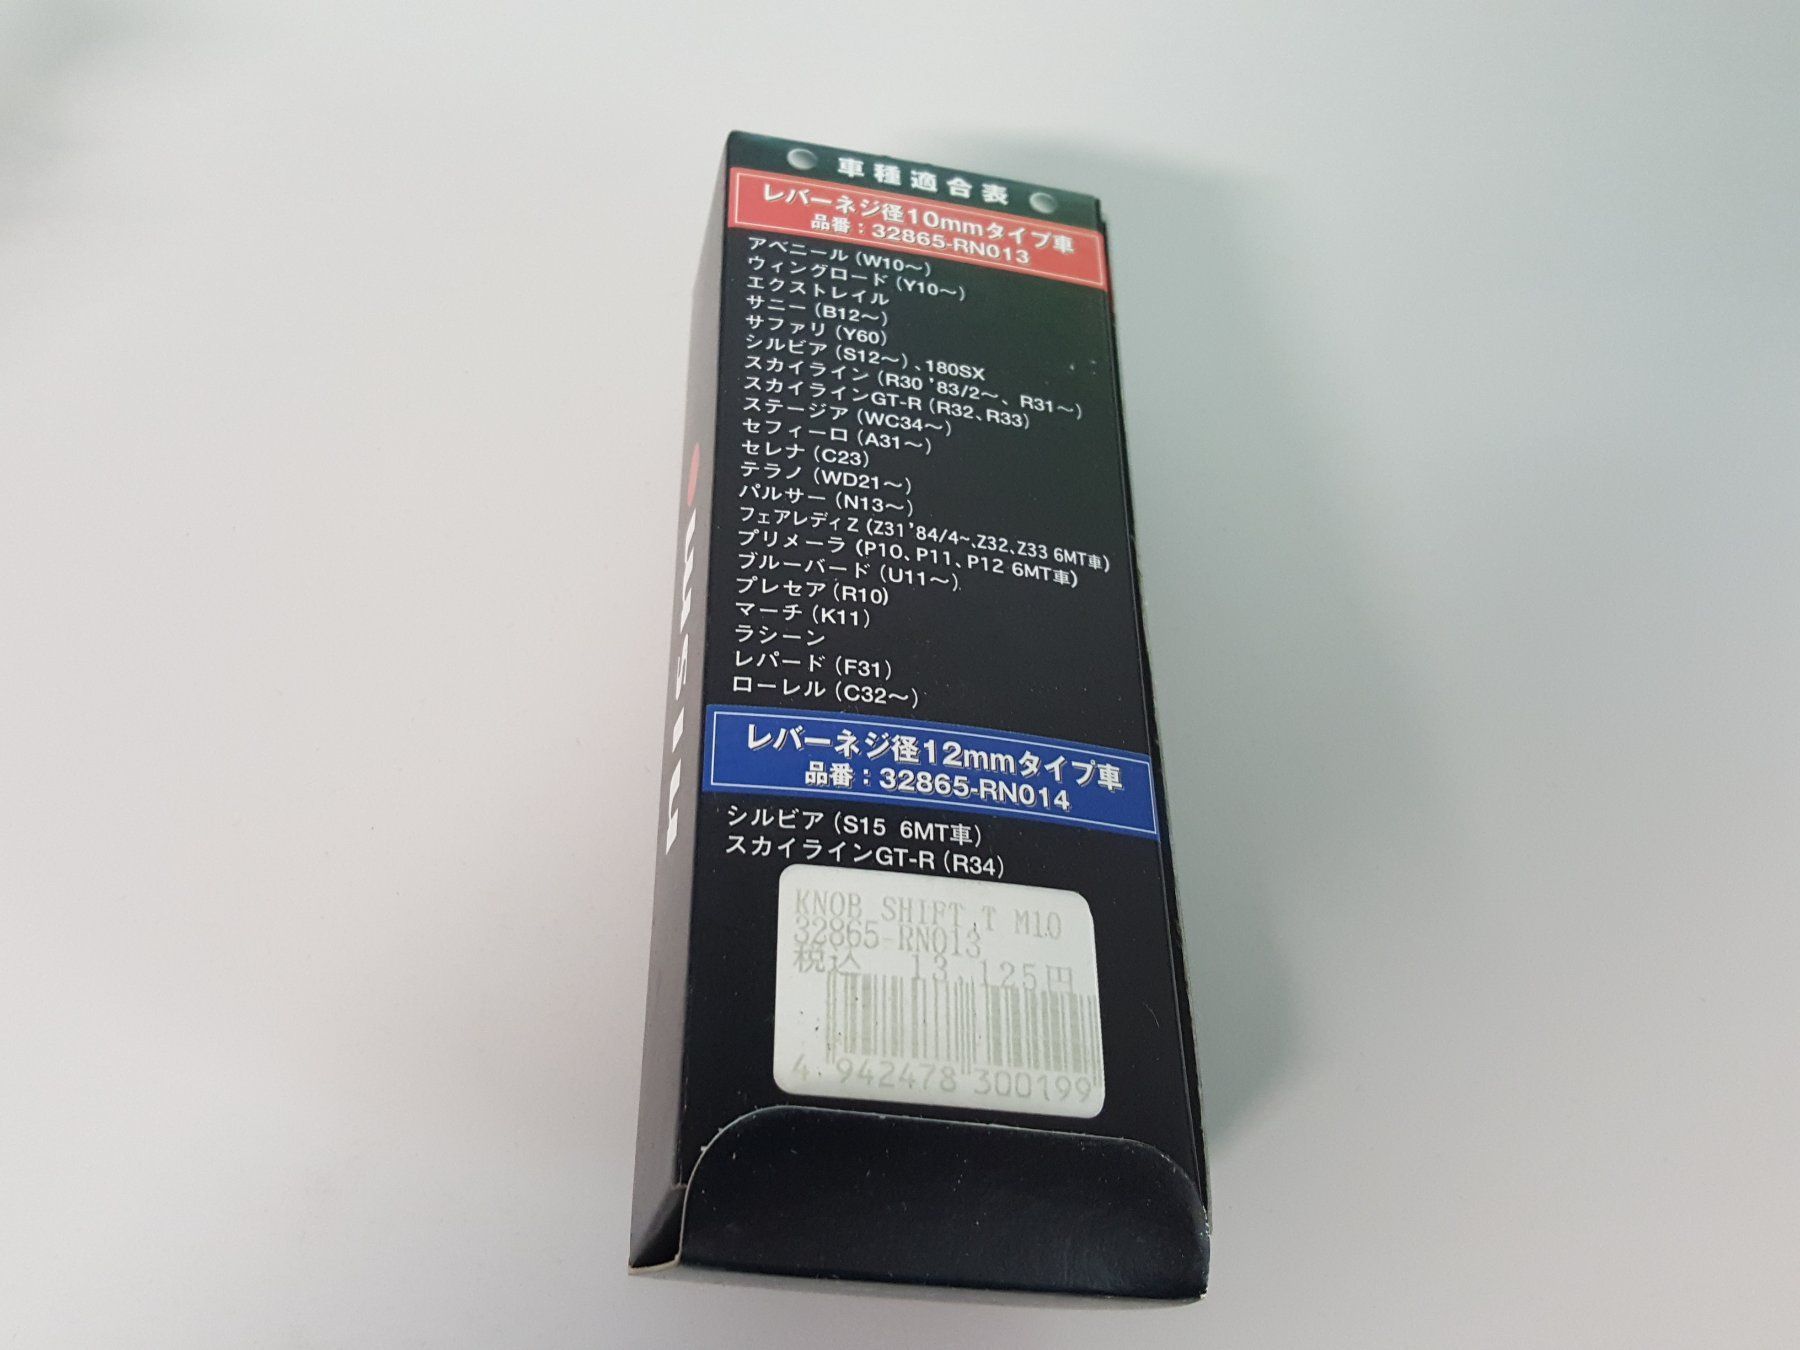 車種適合表
レバーネジ径10mmタイプ車
品番：32865-RN013
アベニール（W10～）
ウィングロード（Y10～）
エクストレイル
サニー（B12～）
サファリ（Y60）
シルビア（S12～）、180SX
スカイライン（R30 '83/2～、R31～）
スカイラインGT-R（R32、R33）
ステージア（WC34～）
セフィーロ（A31～）
セレナ（C23）
テラノ（WD21～）
パルサー（N13～）
フェアレディZ（Z31 '84/4～、Z32、Z33 6MT車）
プリメーラ（P10、P11、P12 6MT車）
ブルーバード（U11～）
プレセア（R10）
マーチ（K11）
ラシーン
レパード（F31）
ローレル（C32～）
レバーネジ径12mmタイプ車
品番：32865-RN014
シルビア（S15 6MT車）
スカイラインGT-R（R34）
KNOB SHIFT,T M10
32865-RN013
税込 13,125円
4 942478 300199